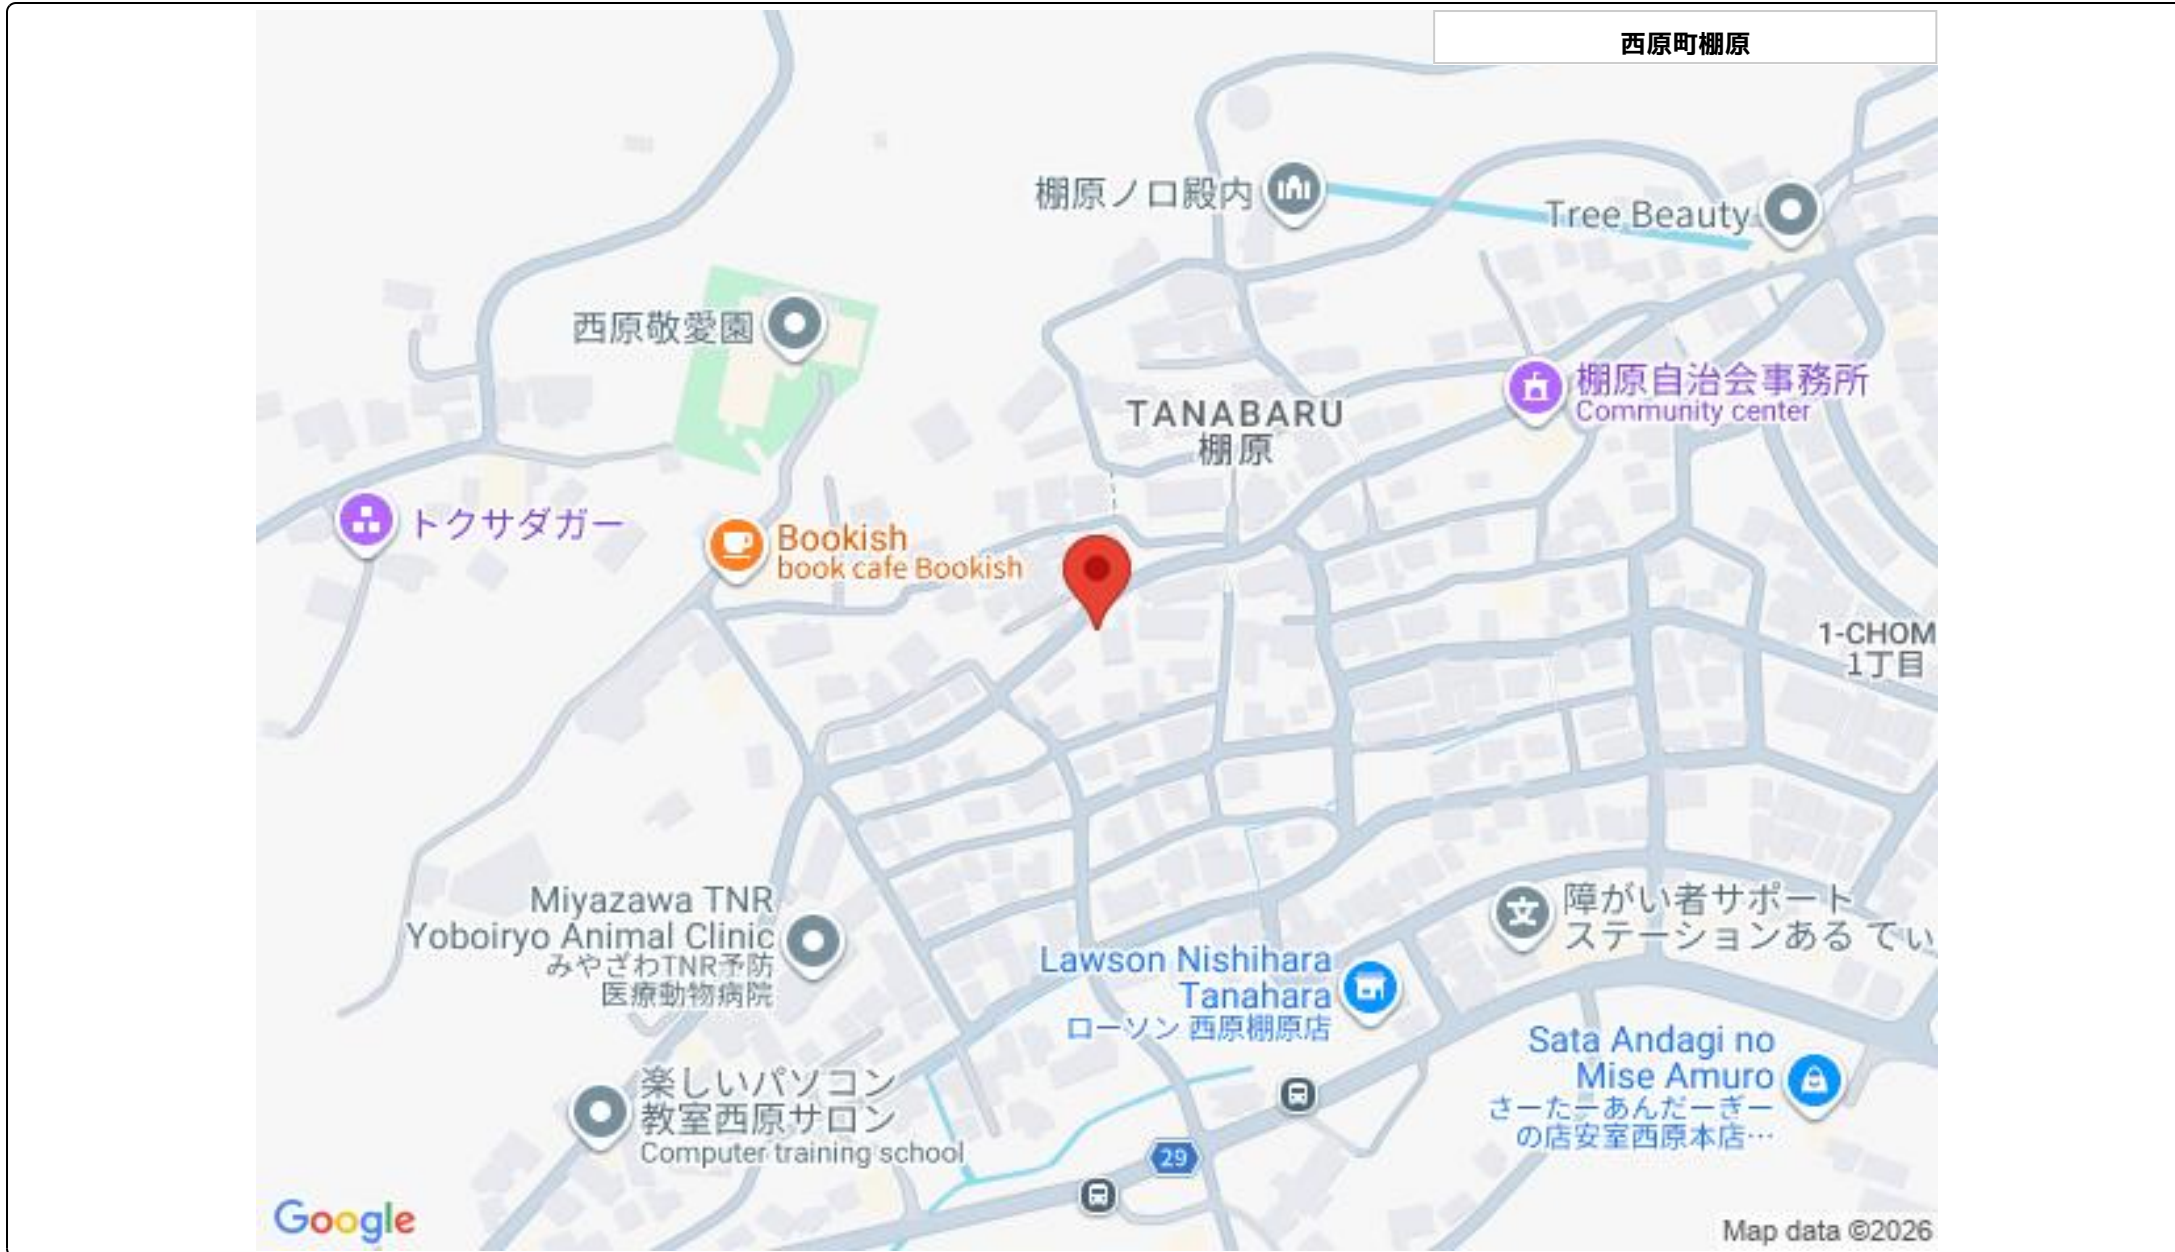 西原町棚原
棚原ノロ殿内
Tree Beauty
西原敬愛園
棚原自治会事務所
Community center
TANABARU
棚原
トクサダガー
Bookish
book cafe Bookish
1-CHOM
1丁目
Miyazawa TNR
Yoboiryo Animal Clinic
みやざわTNR予防
医療動物病院
障がい者サポート
ステーションある てぃ
Lawson Nishihara
Tanahara
ローソン 西原棚原店
Sata Andagi no
Mise Amuro
さーたーあんだーぎー
の店安室西原本店…
楽しいパソコン
教室西原サロン
Computer training school
29
Google
Map data ©2026